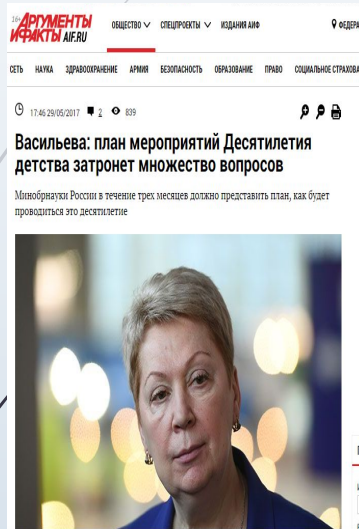 16+ АРГУМЕНТЫ
И ФАКТЫ AIF.RU
ОБЩЕСТВО СПЕЦПРОЕКТЫ ИЗДАНИЯ АИФ ФЕДЕРА
СЕТЬ НАУКА ЗДРАВООХРАНЕНИЕ АРМИЯ БЕЗОПАСНОСТЬ ОБРАЗОВАНИЕ ПРАВО СОЦИАЛЬНОЕ СТРАХОВА
17:46 29/05/2017 2 839
Васильева: план мероприятий Десятилетия
детства затронет множество вопросов
Минобрнауки России в течение трех месяцев должно представить план, как будет
проводиться это десятилетие